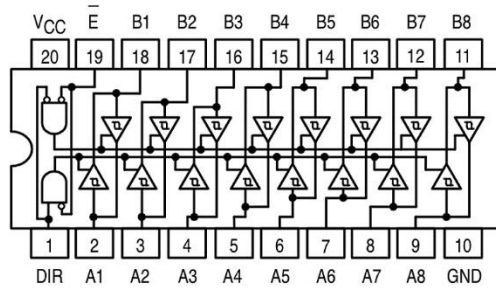 VCC E B1 B2 B3 B4 B5 B6 B7 B8
20 19 18 17 16 15 14 13 12 11
1 2 3 4 5 6 7 8 9 10
DIR A1 A2 A3 A4 A5 A6 A7 A8 GND